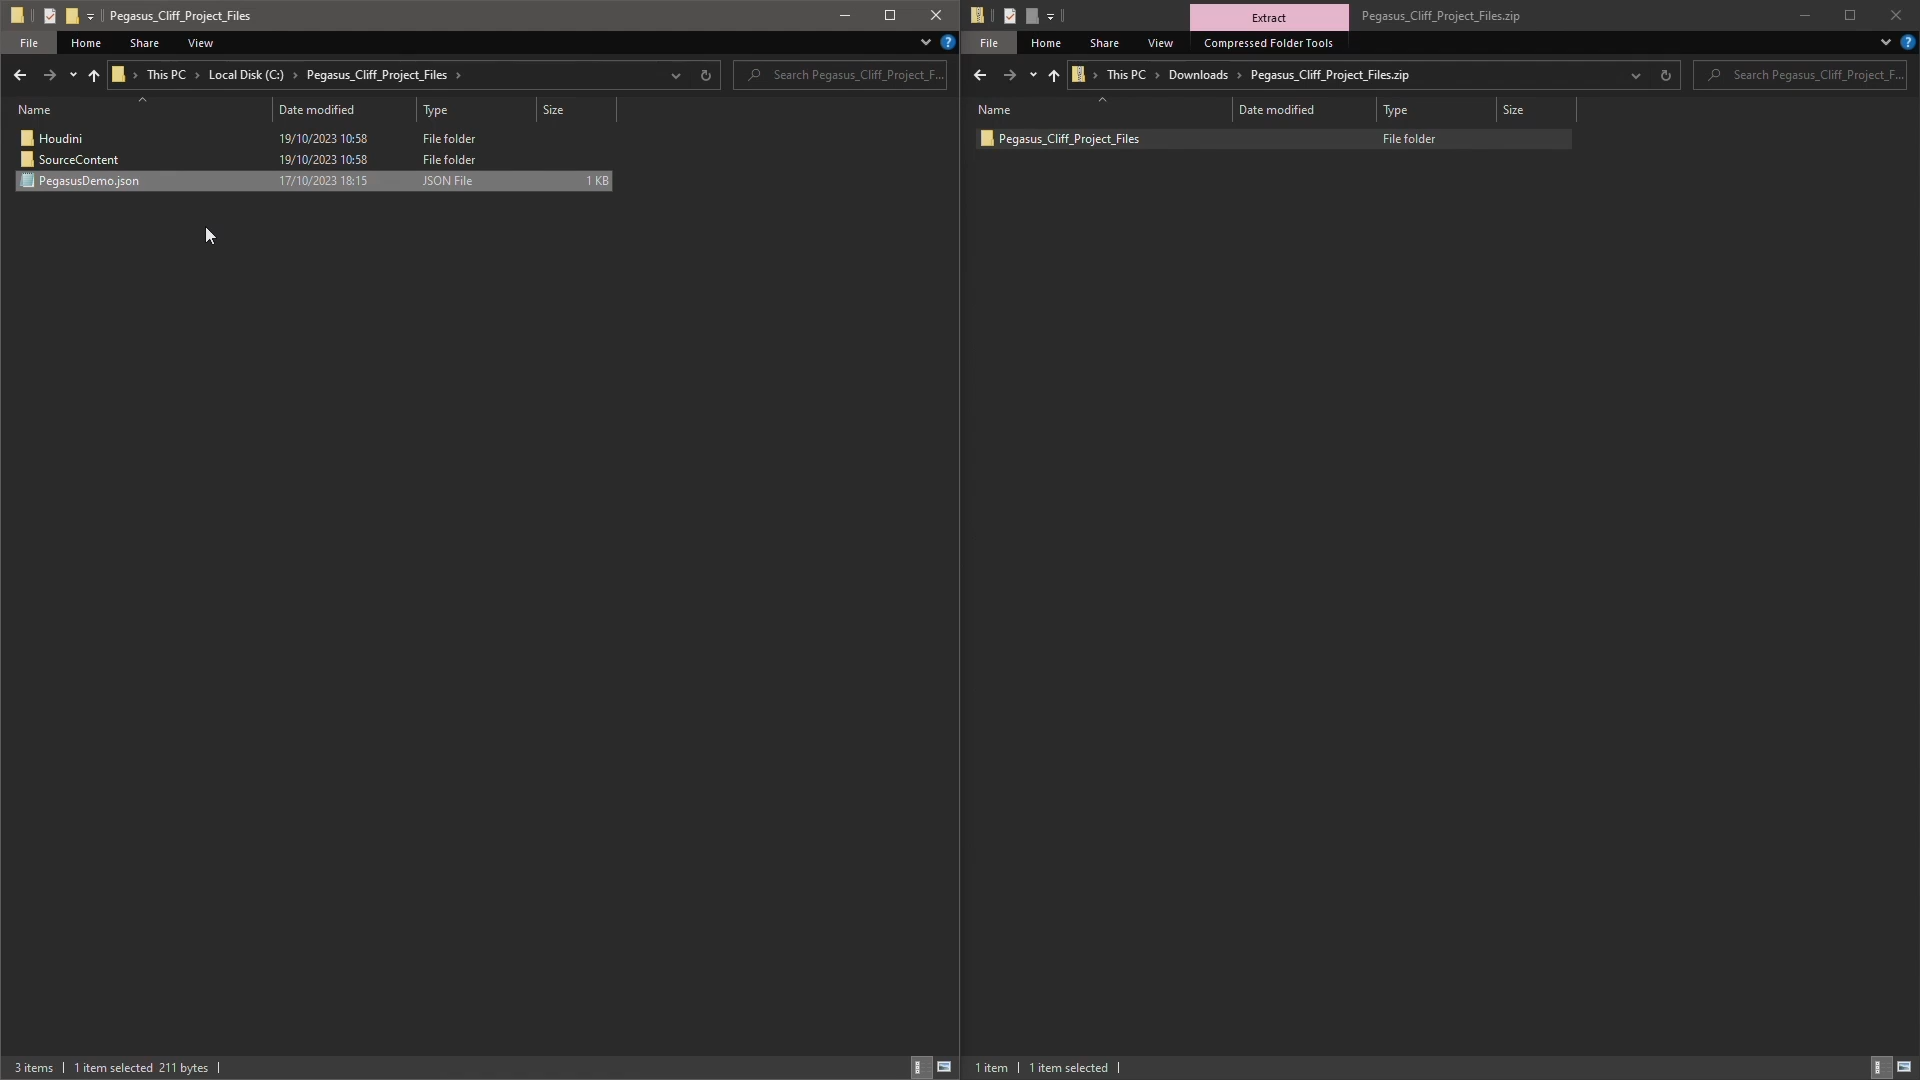 Pegasus_Cliff_Project_Files
File Home Share View
This PC Local Disk (C:) Pegasus_Cliff_Project_Files
Search Pegasus_Cliff_Project_F...
Name Date modified Type Size
Houdini 19/10/2023 10:58 File folder
SourceContent 19/10/2023 10:58 File folder
PegasusDemo.json 17/10/2023 18:15 JSON File 1 KB
3 items 1 item selected 211 bytes
Extract Pegasus_Cliff_Project_Files.zip
File Home Share View Compressed Folder Tools
This PC Downloads Pegasus_Cliff_Project_Files.zip
Search Pegasus_Cliff_Project_F...
Name Date modified Type Size
Pegasus_Cliff_Project_Files File folder
1 item 1 item selected